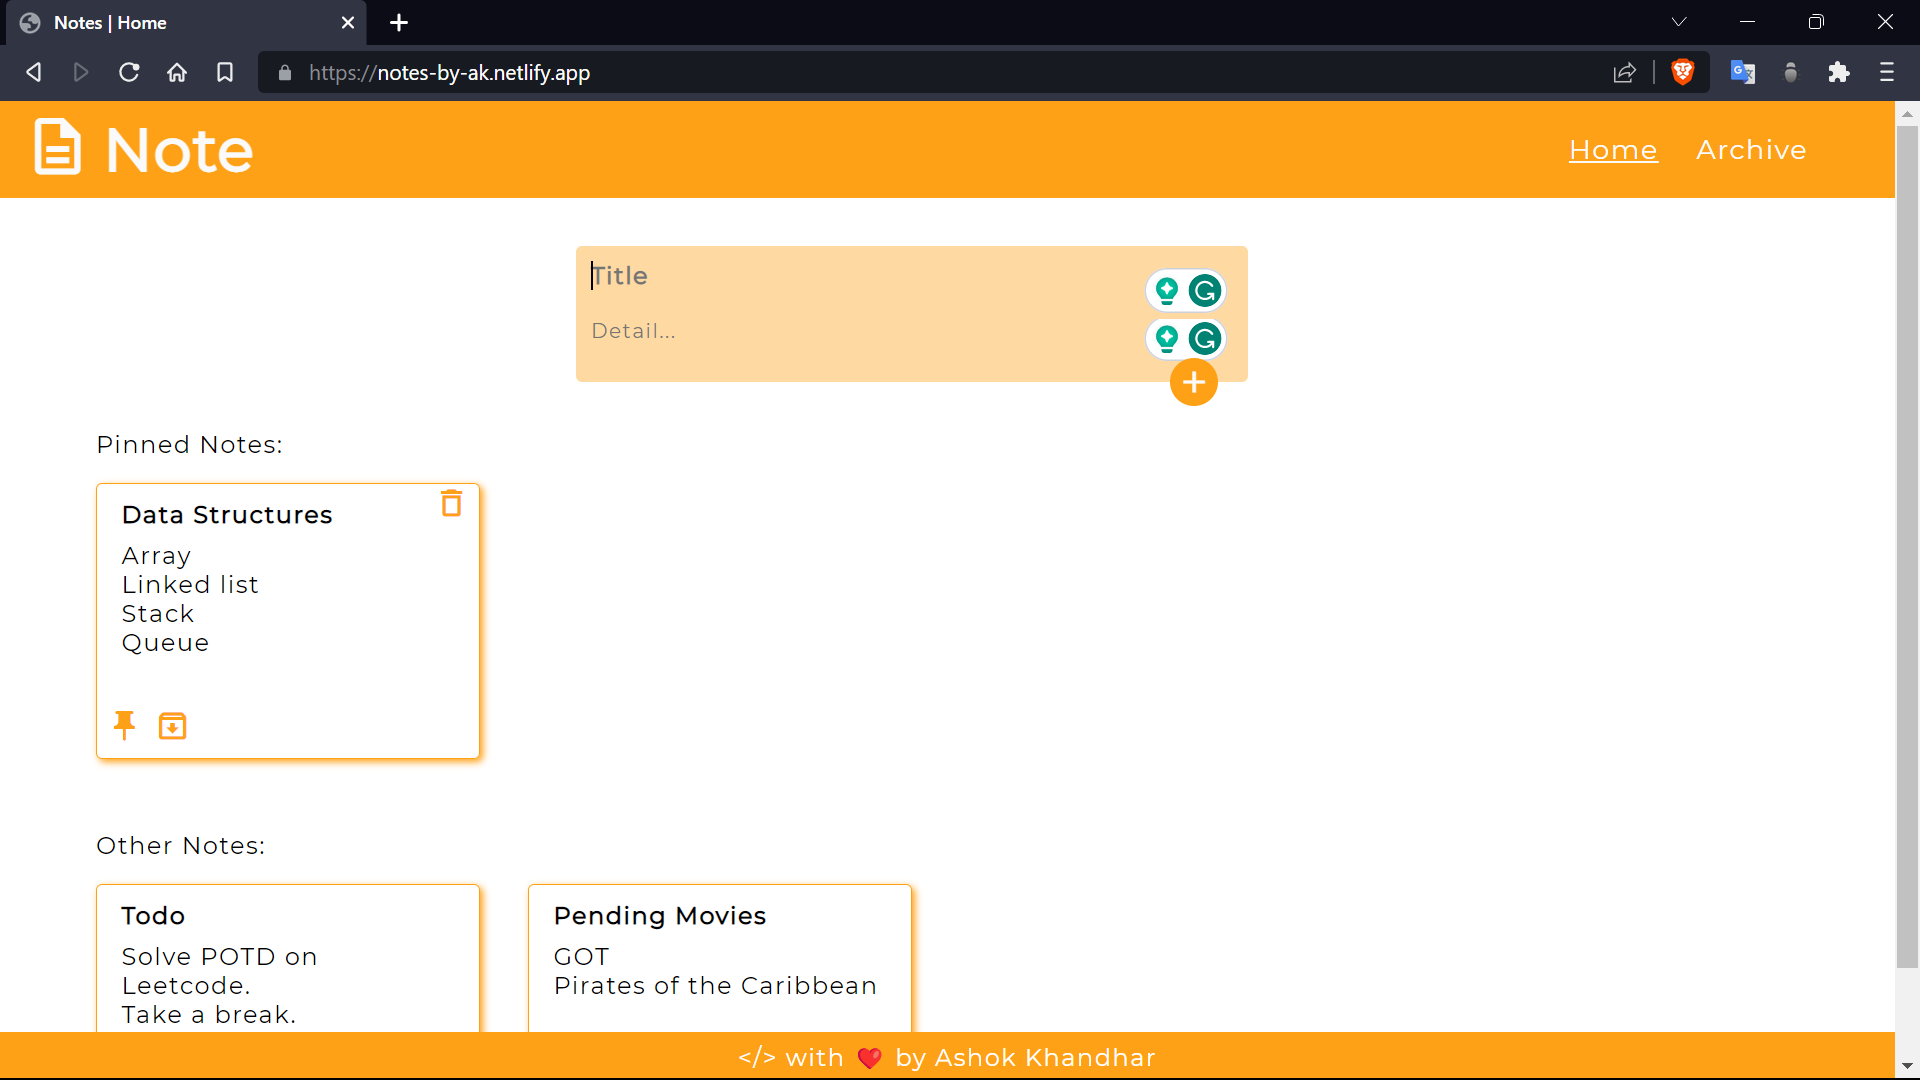 Notes | Home
https://notes-by-ak.netlify.app
Note
Home
Archive
Title
Detail...
Pinned Notes:
Data Structures
Array
Linked list
Stack
Queue
Other Notes:
Todo
Solve POTD on
Leetcode.
Take a break.
Pending Movies
GOT
Pirates of the Caribbean
</> with ❤️ by Ashok Khandhar